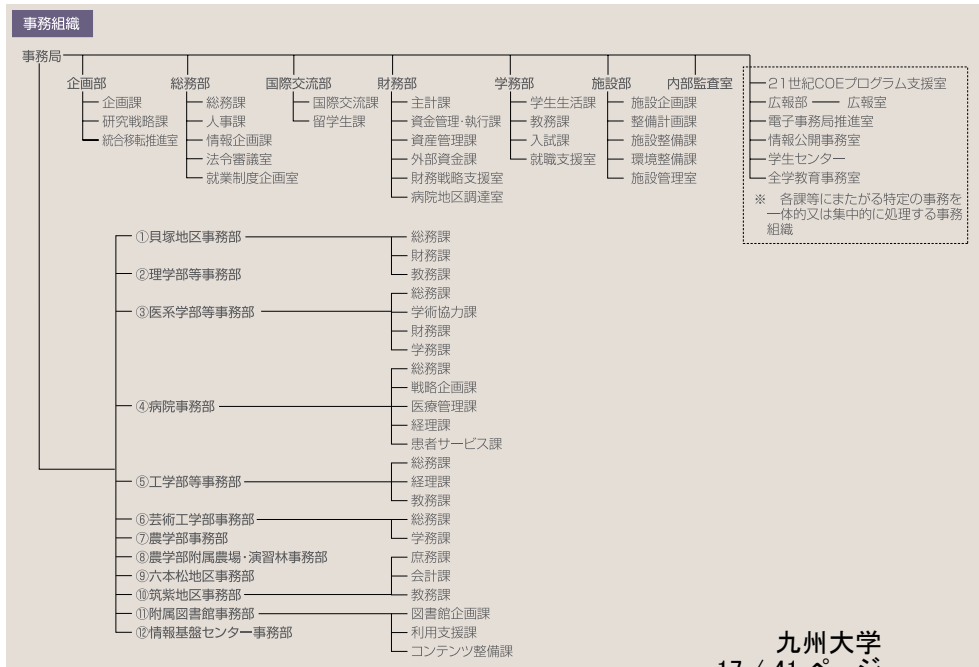 事務組織
事務局
企画部
企画課
研究戦略課
統合移転推進室
総務部
総務課
人事課
情報企画課
法令審議室
就業制度企画室
国際交流部
国際交流課
留学生課
財務部
主計課
資金管理・執行課
資産管理課
外部資金課
財務戦略支援室
病院地区調達室
学務部
学生生活課
教務課
入試課
就職支援室
施設部
施設企画課
整備計画課
施設整備課
環境整備課
施設管理室
内部監査室
21世紀COEプログラム支援室
広報部 広報室
電子事務局推進室
情報公開事務室
学生センター
全学教育事務室
※ 各課等にまたがる特定の事務を
一体的又は集中的に処理する事務
組織
①貝塚地区事務部
総務課
財務課
教務課
②理学部等事務部
③医系学部等事務部
総務課
学術協力課
財務課
学務課
④病院事務部
総務課
戦略企画課
医療管理課
経理課
患者サービス課
⑤工学部等事務部
総務課
経理課
教務課
⑥芸術工学部事務部
総務課
学務課
⑦農学部事務部
⑧農学部附属農場・演習林事務部
⑨六本松地区事務部
⑩筑紫地区事務部
庶務課
会計課
教務課
⑪附属図書館事務部
図書館企画課
利用支援課
コンテンツ整備課
⑫情報基盤センター事務部
九州大学
17 / 41 ページ